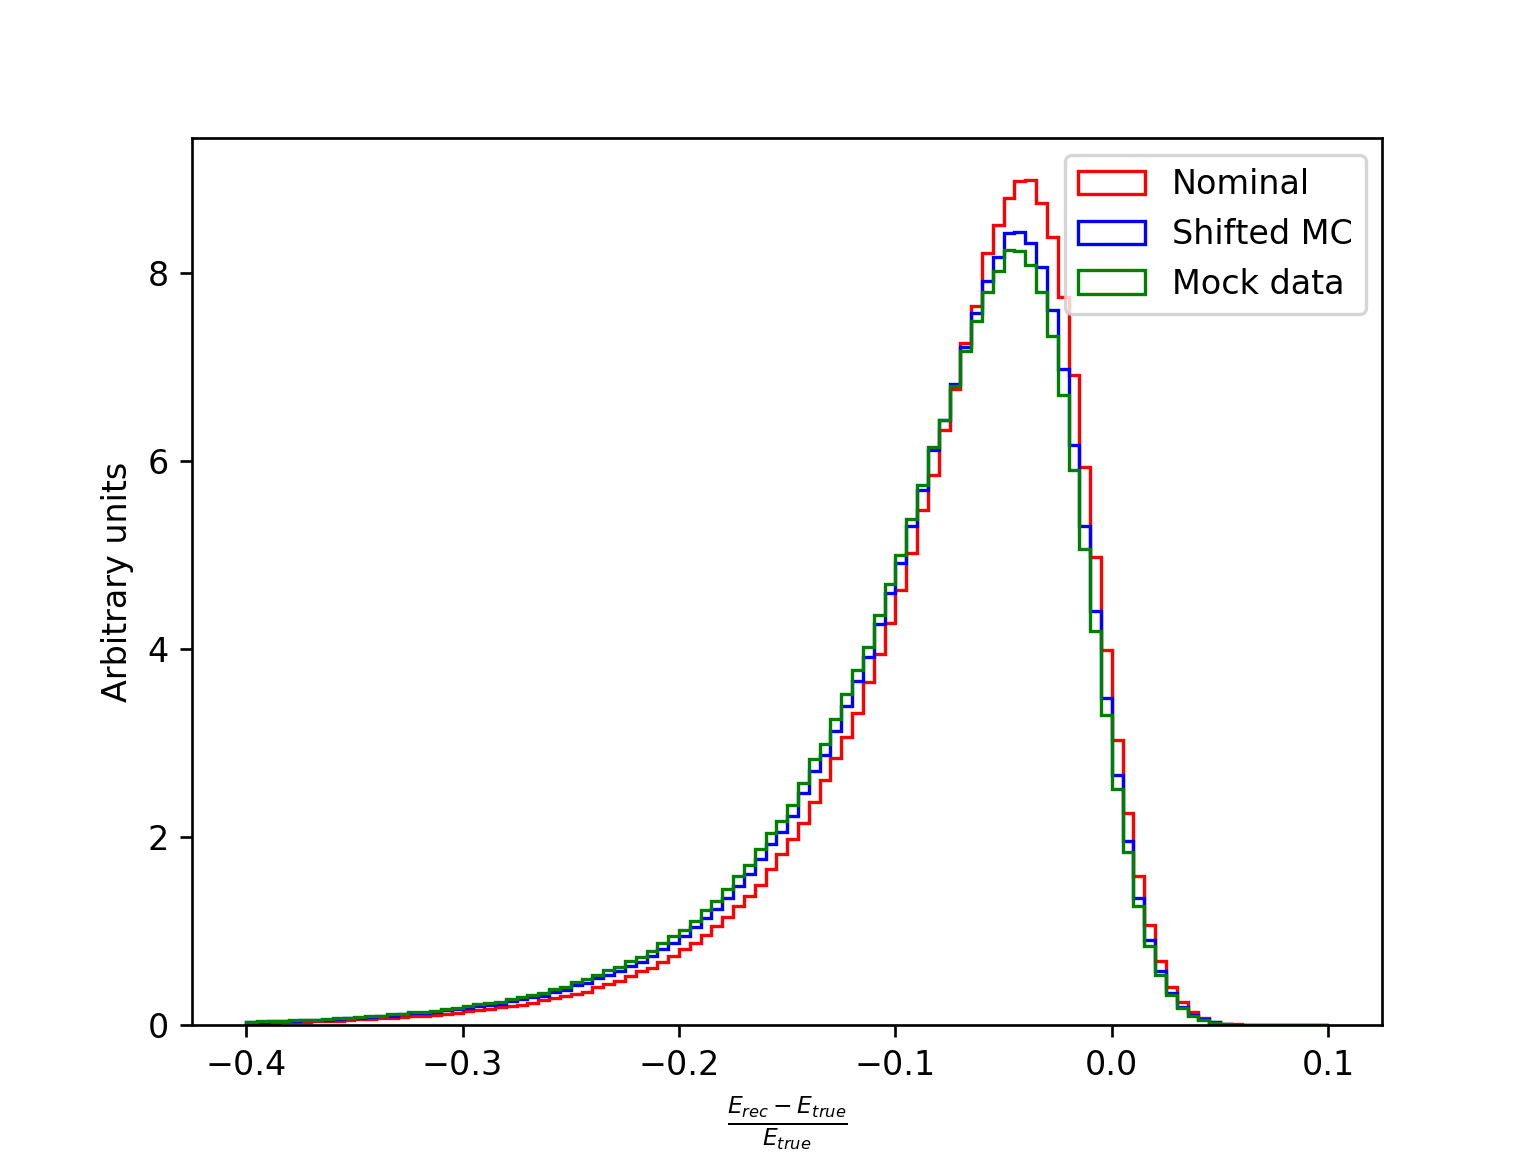 Nominal
Shifted MC
Mock data
Arbitrary units
8
6
4
2
0
−0.4 −0.3 −0.2 −0.1 0.0 0.1
E_rec − E_true
E_true